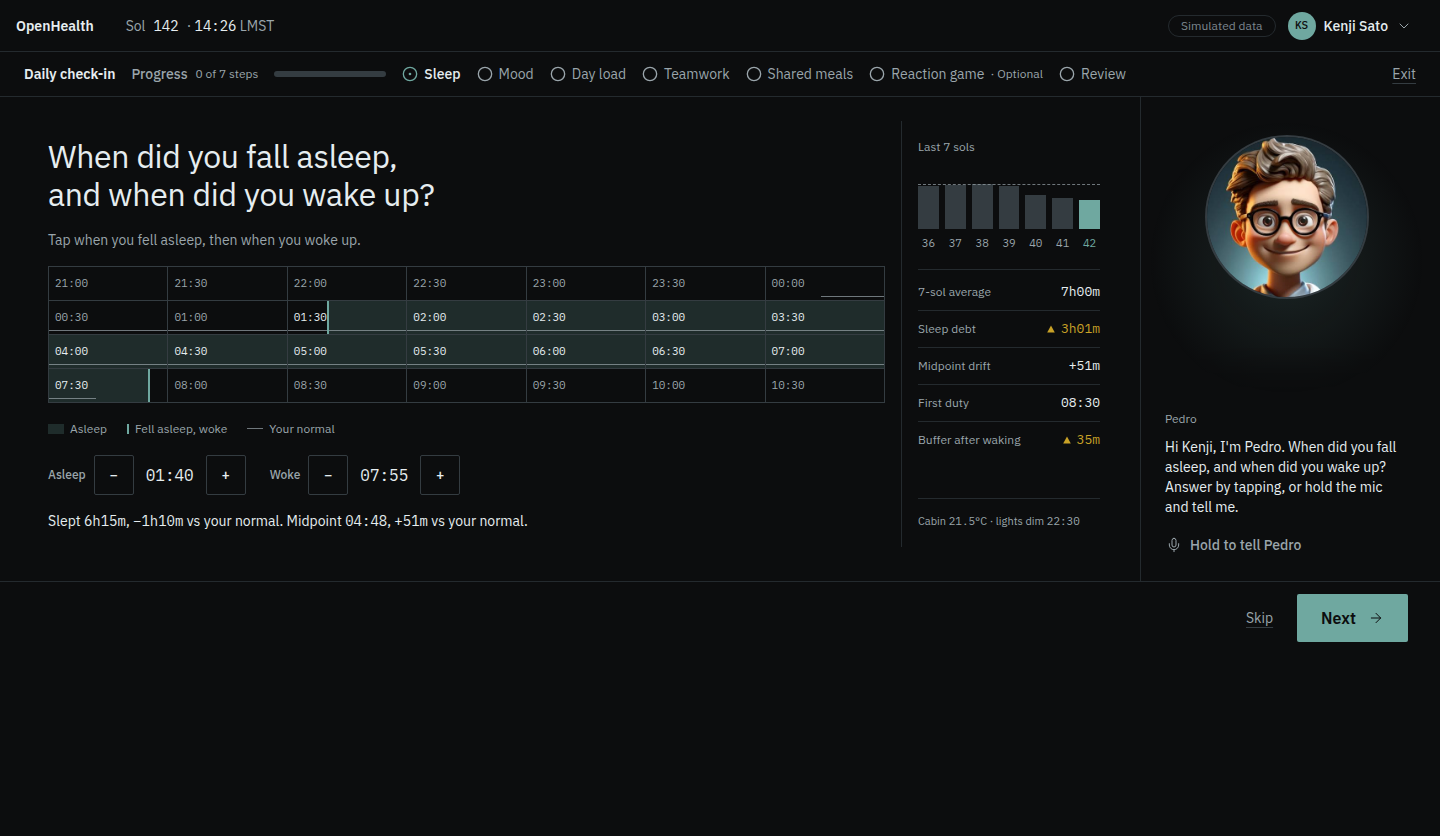 OpenHealth
Sol 142 · 14:26 LMST
Simulated data
KS
Kenji Sato
Daily check-in
Progress 0 of 7 steps
Sleep
Mood
Day load
Teamwork
Shared meals
Reaction game · Optional
Review
Exit
When did you fall asleep,
and when did you wake up?
Tap when you fell asleep, then when you woke up.
21:00 21:30 22:00 22:30 23:00 23:30 00:00
00:30 01:00 01:30 02:00 02:30 03:00 03:30
04:00 04:30 05:00 05:30 06:00 06:30 07:00
07:30 08:00 08:30 09:00 09:30 10:00 10:30
Asleep Fell asleep, woke Your normal
Asleep − 01:40 + Woke − 07:55 +
Slept 6h15m, −1h10m vs your normal. Midpoint 04:48, +51m vs your normal.
Last 7 sols
36 37 38 39 40 41 42
7-sol average 7h00m
Sleep debt ▲ 3h01m
Midpoint drift +51m
First duty 08:30
Buffer after waking ▲ 35m
Cabin 21.5°C · lights dim 22:30
Pedro
Hi Kenji, I'm Pedro. When did you fall
asleep, and when did you wake up?
Answer by tapping, or hold the mic
and tell me.
Hold to tell Pedro
Skip
Next →